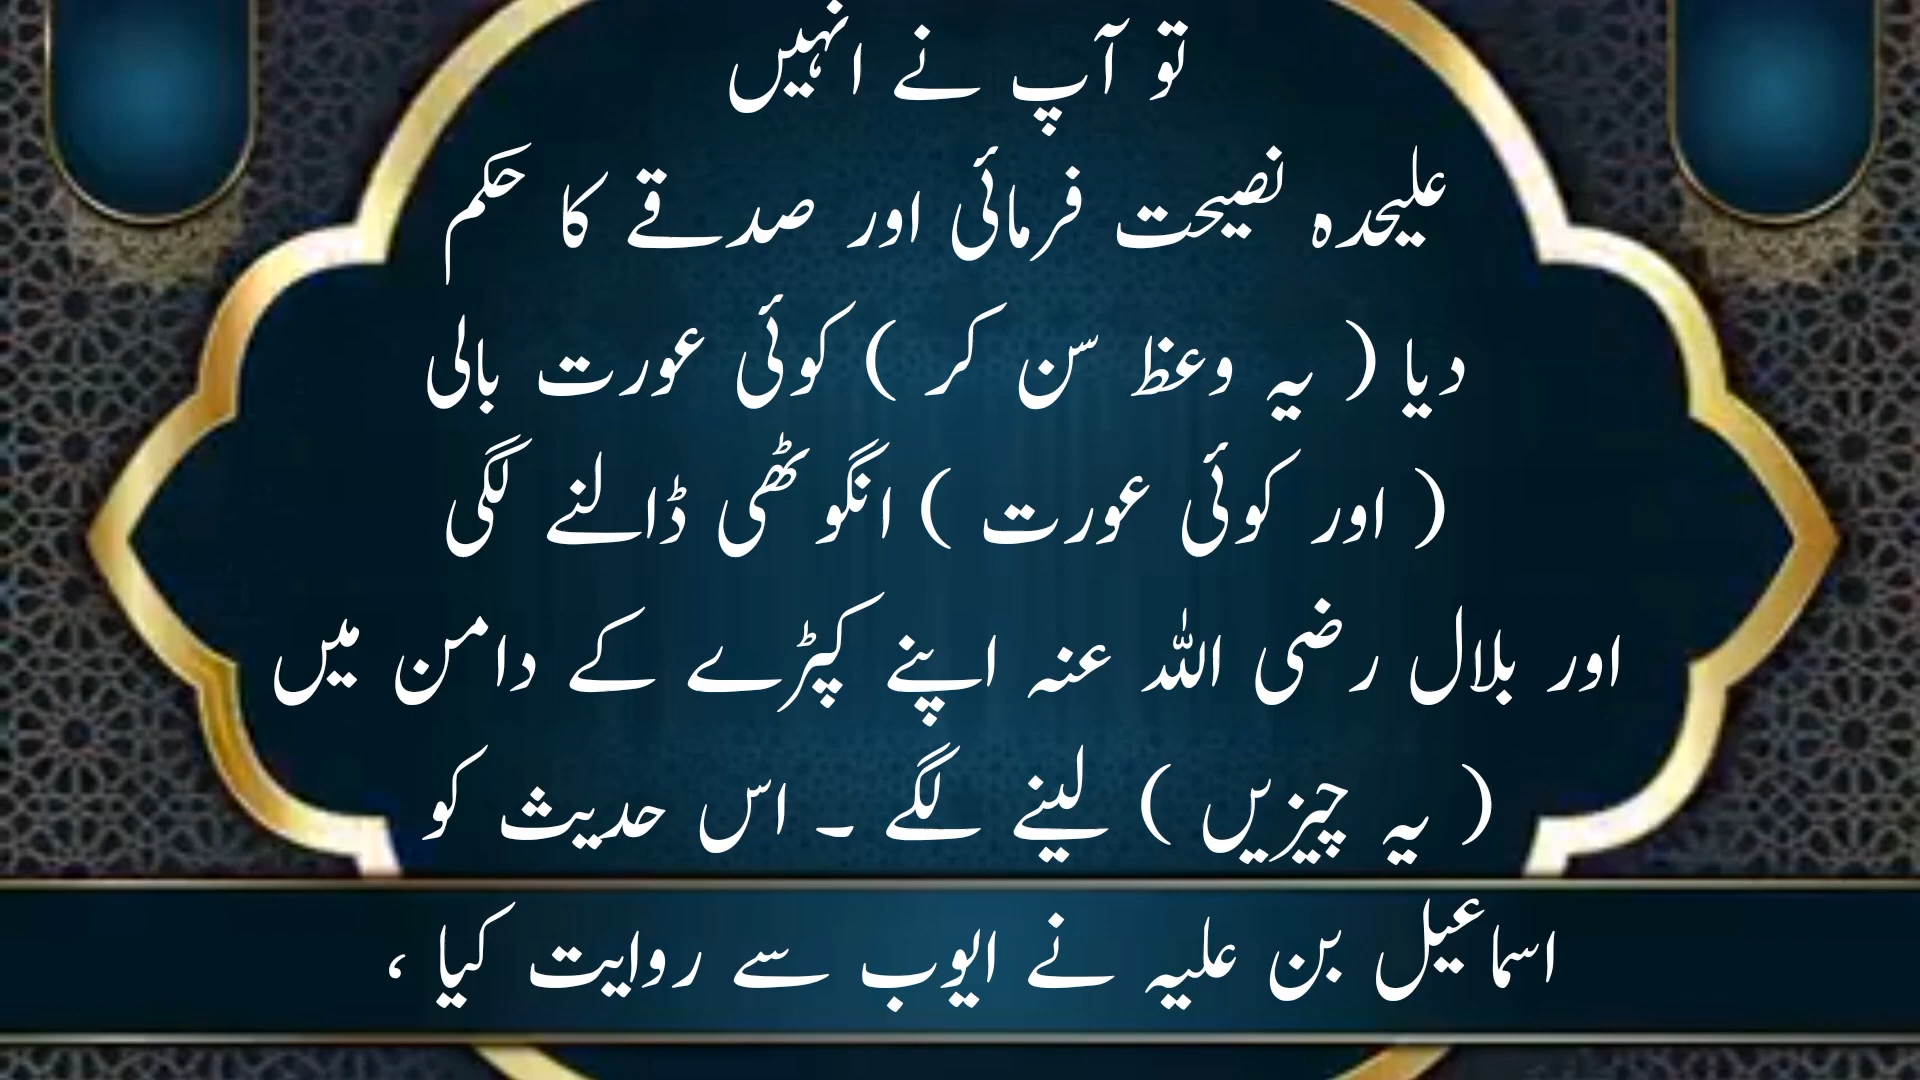 تو آپ نے انہیں
علیحدہ نصیحت فرمائی اور صدقے کا حکم
دیا ( یہ وعظ سن کر ) کوئی عورت بالی
( اور کوئی عورت ) انگوٹھی ڈالنے لگی
اور بلال رضی اللہ عنہ اپنے کپڑے کے دامن میں
( یہ چیزیں ) لینے لگے ۔ اس حدیث کو
اسماعیل بن علیہ نے ایوب سے روایت کیا ،